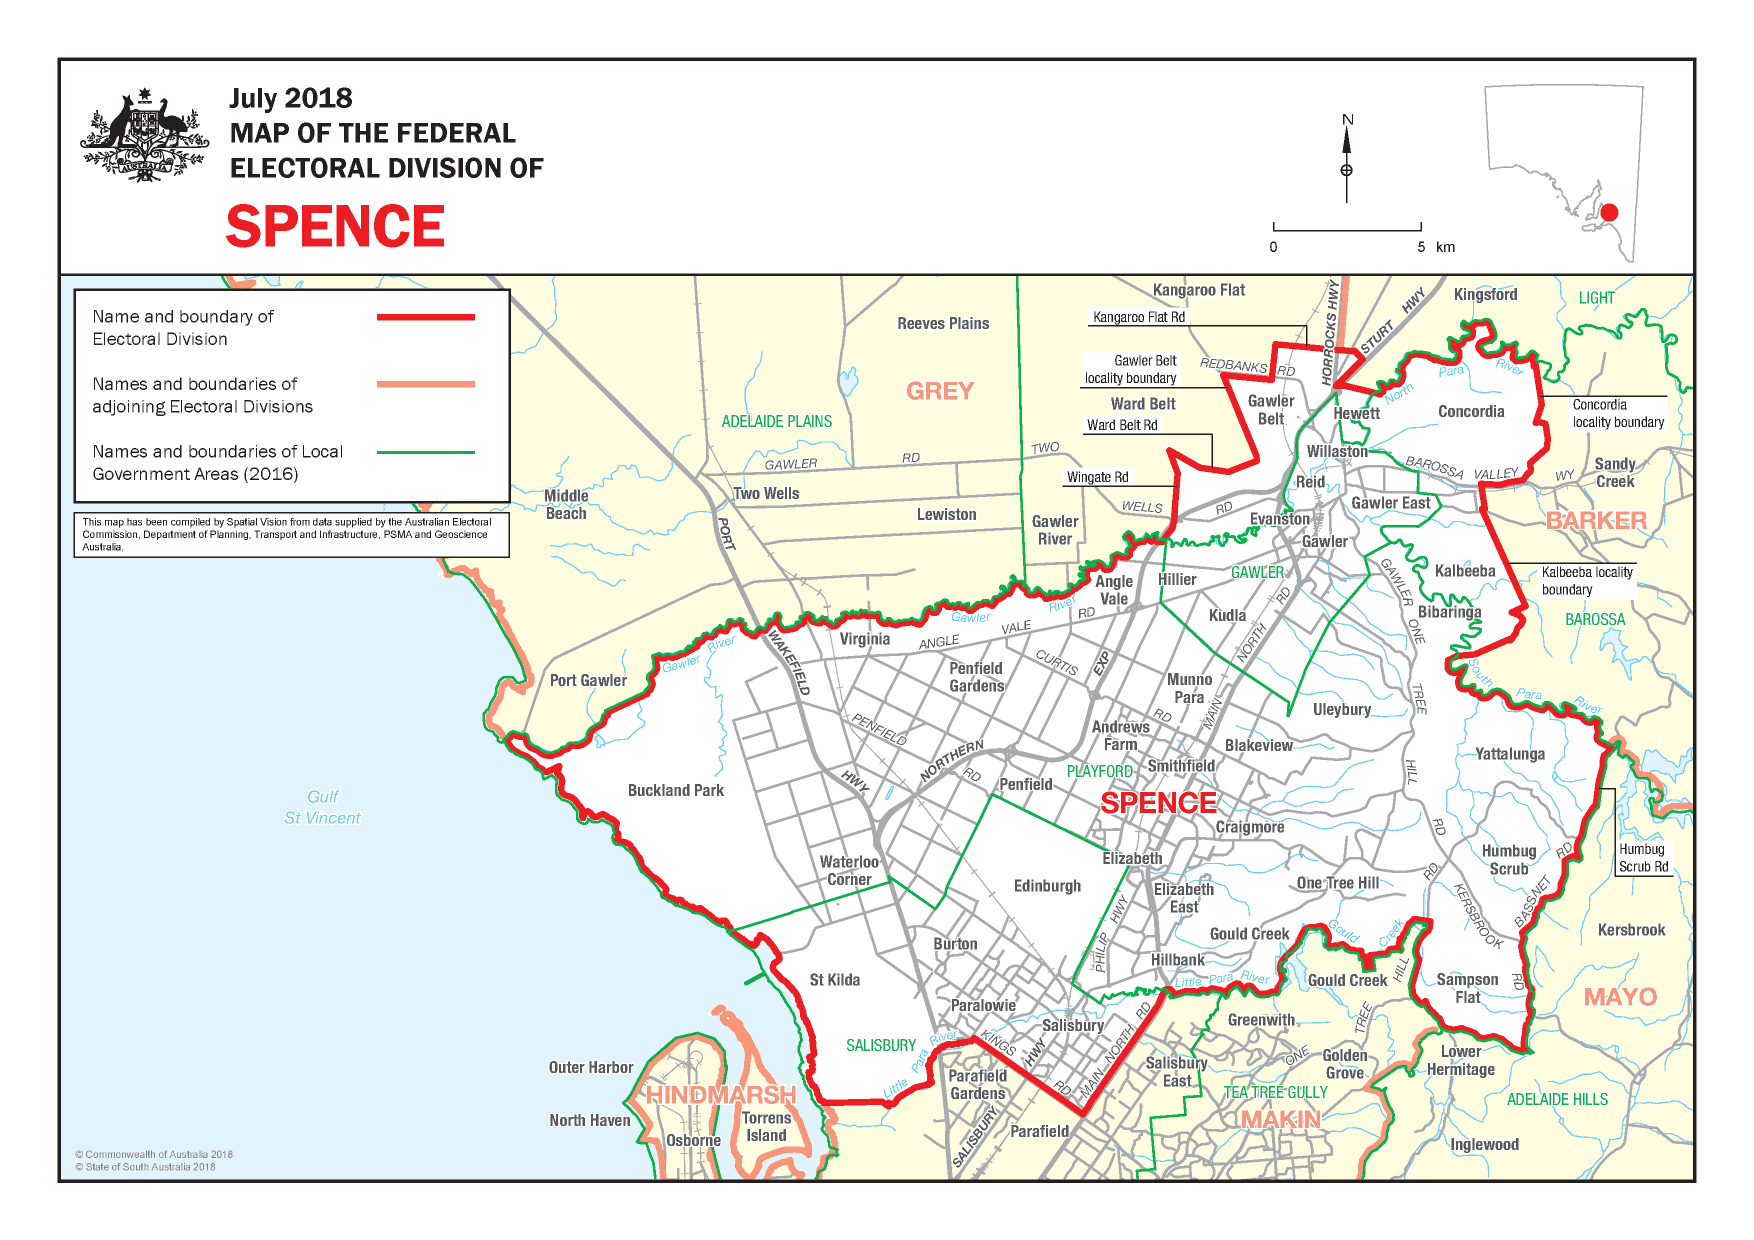 July 2018
MAP OF THE FEDERAL
ELECTORAL DIVISION OF
SPENCE
AUSTRALIA
N
0
5 km
Name and boundary of
Electoral Division
Names and boundaries of
adjoining Electoral Divisions
Names and boundaries of Local
Government Areas (2016)
This map has been compiled by Spatial Vision from data supplied by the Australian Electoral
Commission, Department of Planning, Transport and Infrastructure, PSMA and Geoscience
Australia.
Kangaroo Flat
Kingsford
LIGHT
Kangaroo Flat Rd
Reeves Plains
HORROCKS HWY
STURT HWY
Gawler Belt
locality boundary
REDBANKS RD
North Para River
GREY
Ward Belt
Gawler
Belt
Hewett
Concordia
Concordia
locality boundary
ADELAIDE PLAINS
Ward Belt Rd
Willaston
GAWLER RD
TWO
WELLS RD
Wingate Rd
BAROSSA VALLEY WY
Sandy
Creek
Reid
Two Wells
Middle
Beach
Lewiston
Gawler
River
Evanston
Gawler East
BARKER
PORT
WAKEFIELD
HWY
Gawler
Angle
Vale
Hillier
GAWLER
Kalbeeba
Kalbeeba locality
boundary
GAWLER ONE
TREE
HILL
RD
Bibaringa
BAROSSA
Kudla
Gawler River
Virginia
ANGLE VALE RD
Gawler River
CURTIS
RD
Penfield
Gardens
EXP
NORTHERN
MAIN NORTH RD
Munno
Para
South Para River
Port Gawler
Uleybury
Andrews
Farm
Blakeview
Yattalunga
PENFIELD
RD
Smithfield
PLAYFORD
Penfield
Buckland Park
SPENCE
Gulf
St Vincent
Craigmore
Humbug
Scrub
Humbug
Scrub Rd
Waterloo
Corner
Elizabeth
Edinburgh
Elizabeth
East
One Tree Hill
RD
KERSBROOK
BASSNET RD
RD
PHILIP HWY
Gould Creek
Gould Creek
Kersbrook
Burton
Hillbank
St Kilda
Little Para River
Gould Creek
HILL
Sampson
Flat
MAYO
Paralowie
Salisbury
Greenwith
TREE
ONE
SALISBURY
Little Para River
KINGS
RD
HWY
MAIN NORTH RD
Golden
Grove
Lower
Hermitage
Outer Harbor
Parafield
Gardens
Salisbury
East
HINDMARSH
TEA TREE GULLY
ADELAIDE HILLS
North Haven
Torrens
Island
MAKIN
Osborne
SALISBURY
Parafield
Inglewood
© Commonwealth of Australia 2018
© State of South Australia 2018